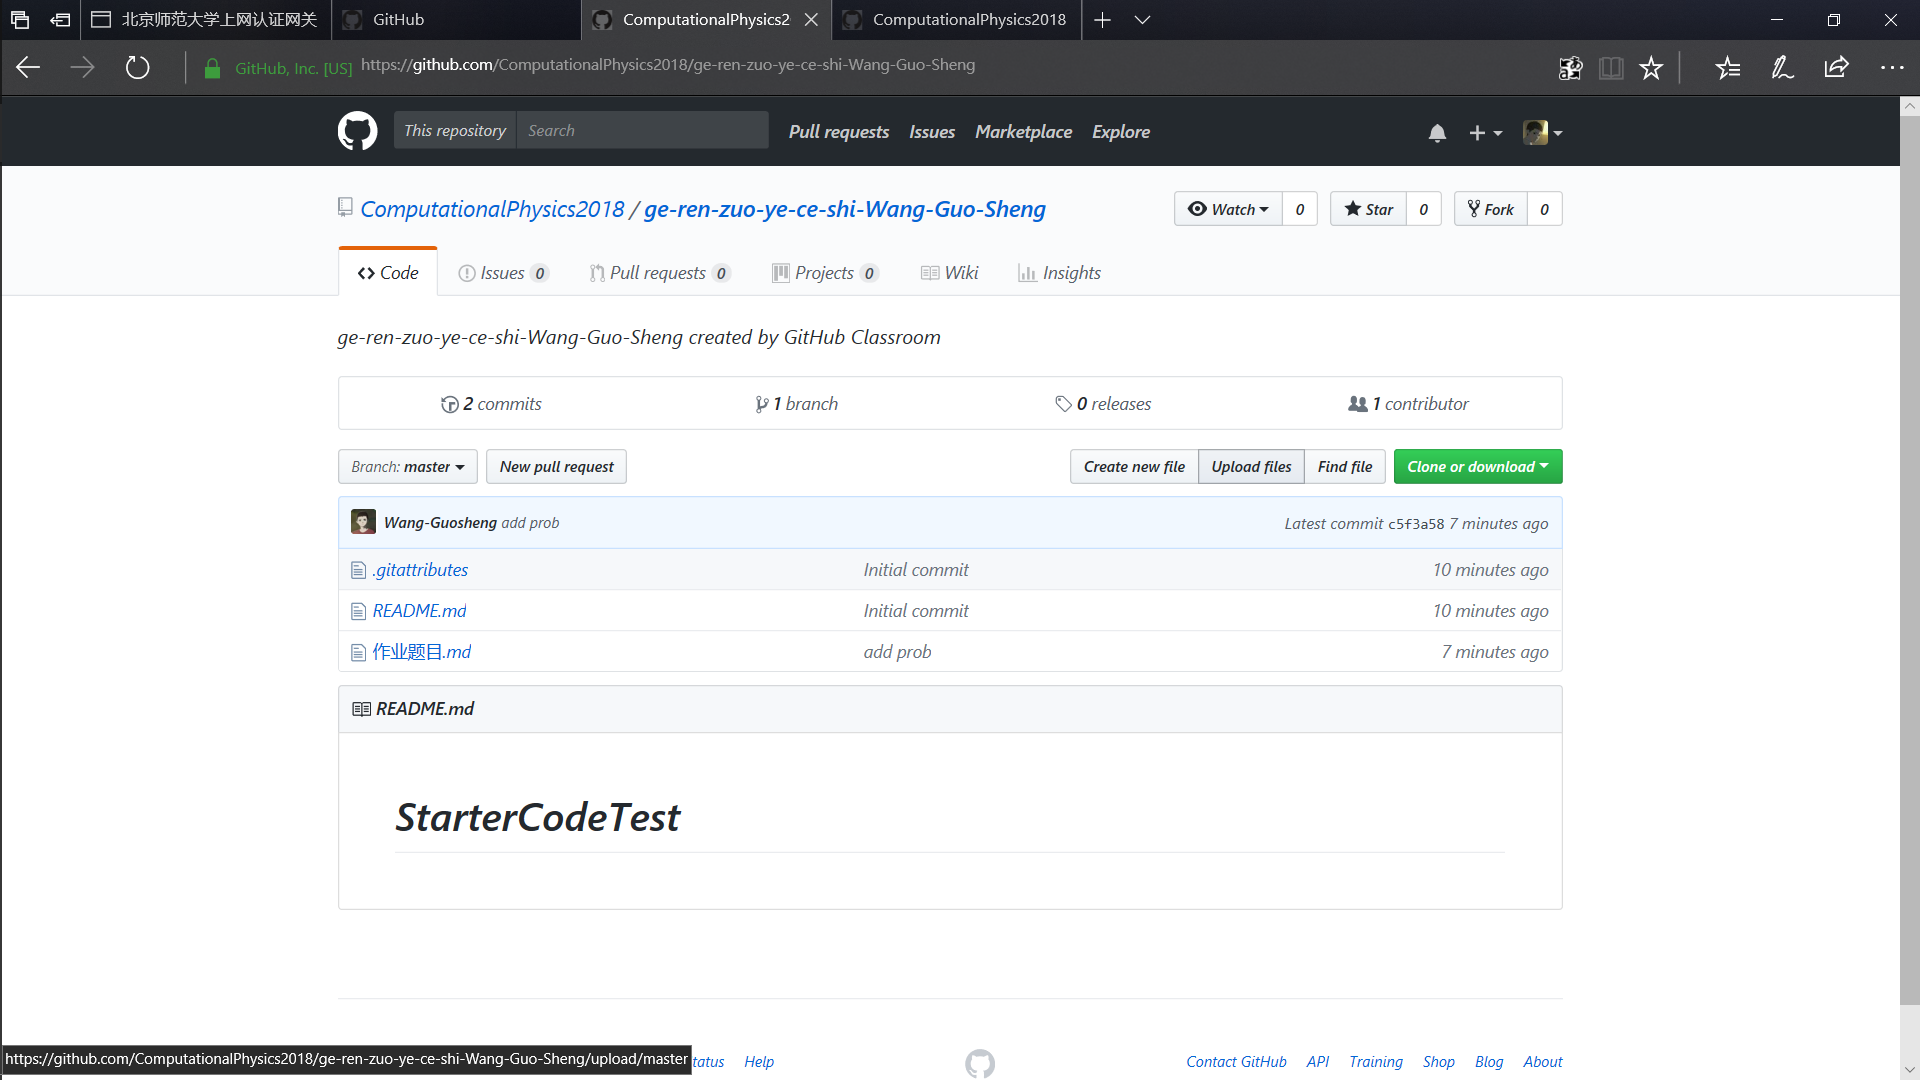 北京师范大学上网认证网关 GitHub ComputationalPhysics2 ComputationalPhysics2018
GitHub, Inc. [US] https://github.com/ComputationalPhysics2018/ge-ren-zuo-ye-ce-shi-Wang-Guo-Sheng
This repository Search Pull requests Issues Marketplace Explore
ComputationalPhysics2018 / ge-ren-zuo-ye-ce-shi-Wang-Guo-Sheng Watch 0 Star 0 Fork 0
Code Issues 0 Pull requests 0 Projects 0 Wiki Insights
ge-ren-zuo-ye-ce-shi-Wang-Guo-Sheng created by GitHub Classroom
2 commits 1 branch 0 releases 1 contributor
Branch: master New pull request Create new file Upload files Find file Clone or download
Wang-Guosheng add prob Latest commit c5f3a58 7 minutes ago
.gitattributes Initial commit 10 minutes ago
README.md Initial commit 10 minutes ago
作业题目.md add prob 7 minutes ago
README.md
StarterCodeTest
https://github.com/ComputationalPhysics2018/ge-ren-zuo-ye-ce-shi-Wang-Guo-Sheng/upload/master tatus Help Contact GitHub API Training Shop Blog About